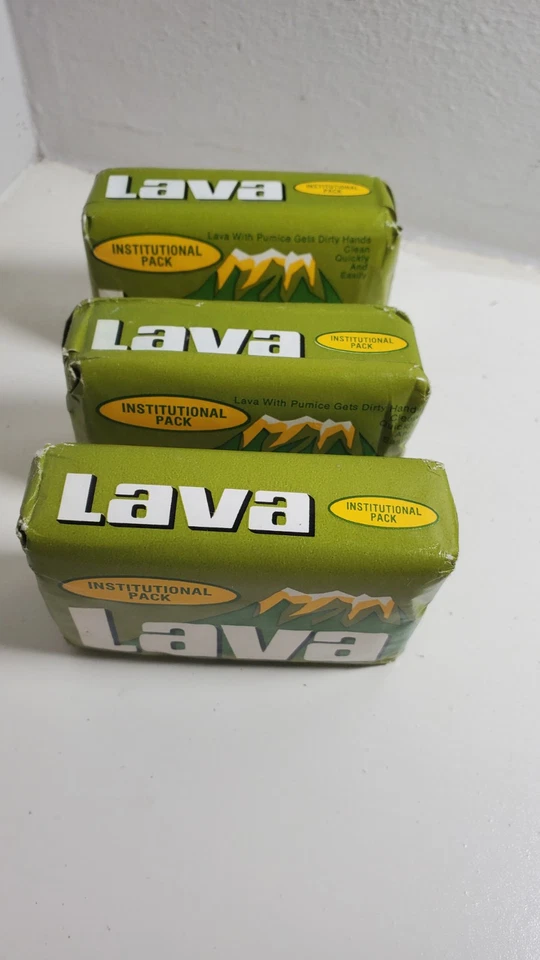 Lava
INSTITUTIONAL
PACK
INSTITUTIONAL
PACK
Lava With Pumice Gets Dirty Hands
Clean
Quickly
And
Easily
Lava
INSTITUTIONAL
PACK
INSTITUTIONAL
PACK
Lava With Pumice Gets Dirty Hand
Lava
INSTITUTIONAL
PACK
INSTITUTIONAL
PACK
Lava